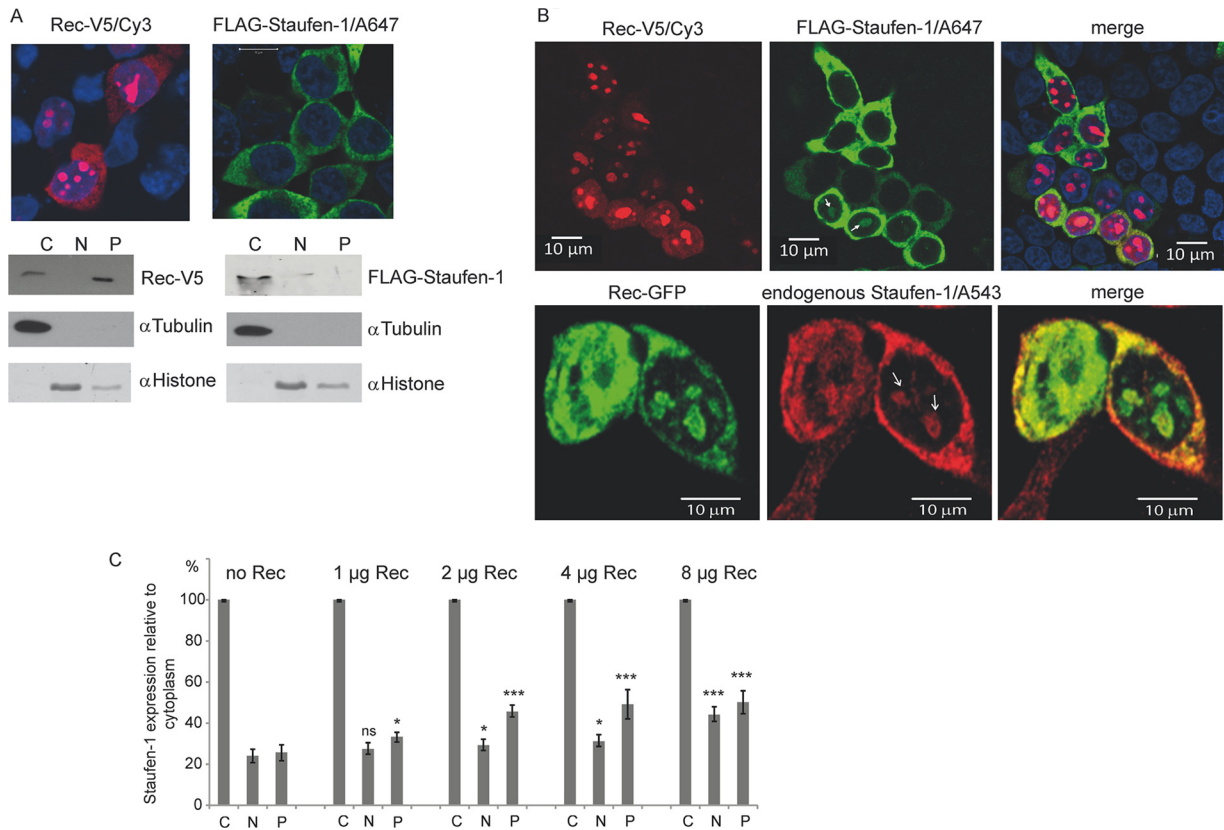 A
Rec-V5/Cy3 FLAG-Staufen-1/A647
C N P C N P
Rec-V5 FLAG-Staufen-1
αTubulin αTubulin
αHistone αHistone
B
Rec-V5/Cy3 FLAG-Staufen-1/A647 merge
10 μm 10 μm 10 μm
Rec-GFP endogenous Staufen-1/A543 merge
10 μm 10 μm 10 μm
C
% no Rec 1 µg Rec 2 µg Rec 4 µg Rec 8 µg Rec
Staufen-1 expression relative to
cytoplasm
100
80
60
40
20
0
ns * * *** * *** *** ***
C N P C N P C N P C N P C N P